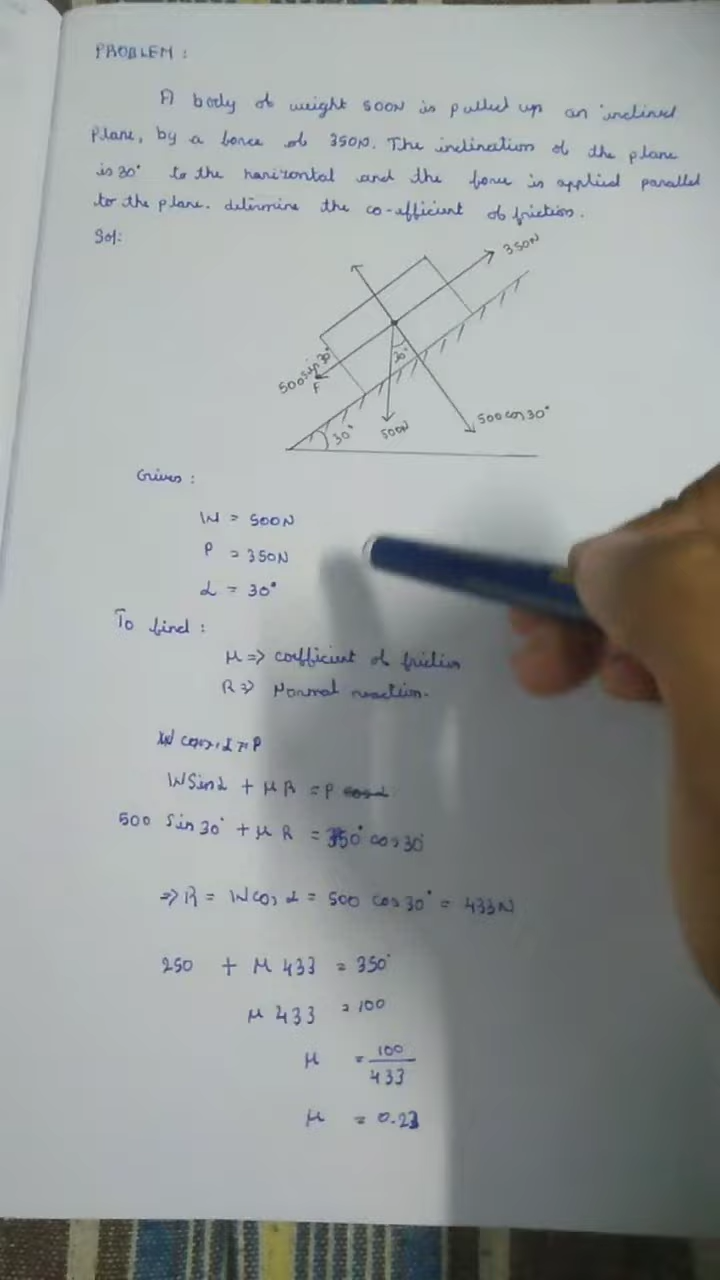 PROBLEM :
A body of weight 500N is pulled up an inclined
plane, by a force of 350N. The inclination of the plane
is 30° to the horizontal and the force is applied parallel
to the plane. determine the co-efficient of friction.
Sol:
350N
500 sin 30°
F
30°
30°
500N
500 cos 30°
Given :
W = 500N
P = 350N
α = 30°
To find :
μ => coefficient of friction
R => Normal reaction.
W sin α + μ R = P
500 sin 30° + μ R = 350° cos 30°
=> R = W cos α = 500 cos 30° = 433N
250 + μ 433 = 350°
μ 433 = 100
μ = 100/433
μ = 0.23